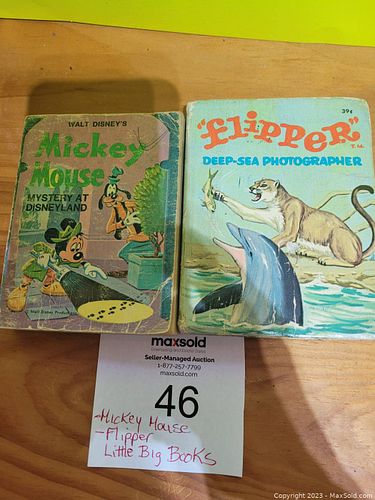 WALT DISNEY'S
Mickey
Mouse
MYSTERY AT
DISNEYLAND
39¢
"flipper"
T.M.
DEEP-SEA PHOTOGRAPHER
maxsold
Seller-Managed Auction
1-877-257-7799
maxsold.com
46
-Mickey Mouse
-Flipper
Little Big Books
Copyright 2023 - MaxSold.com